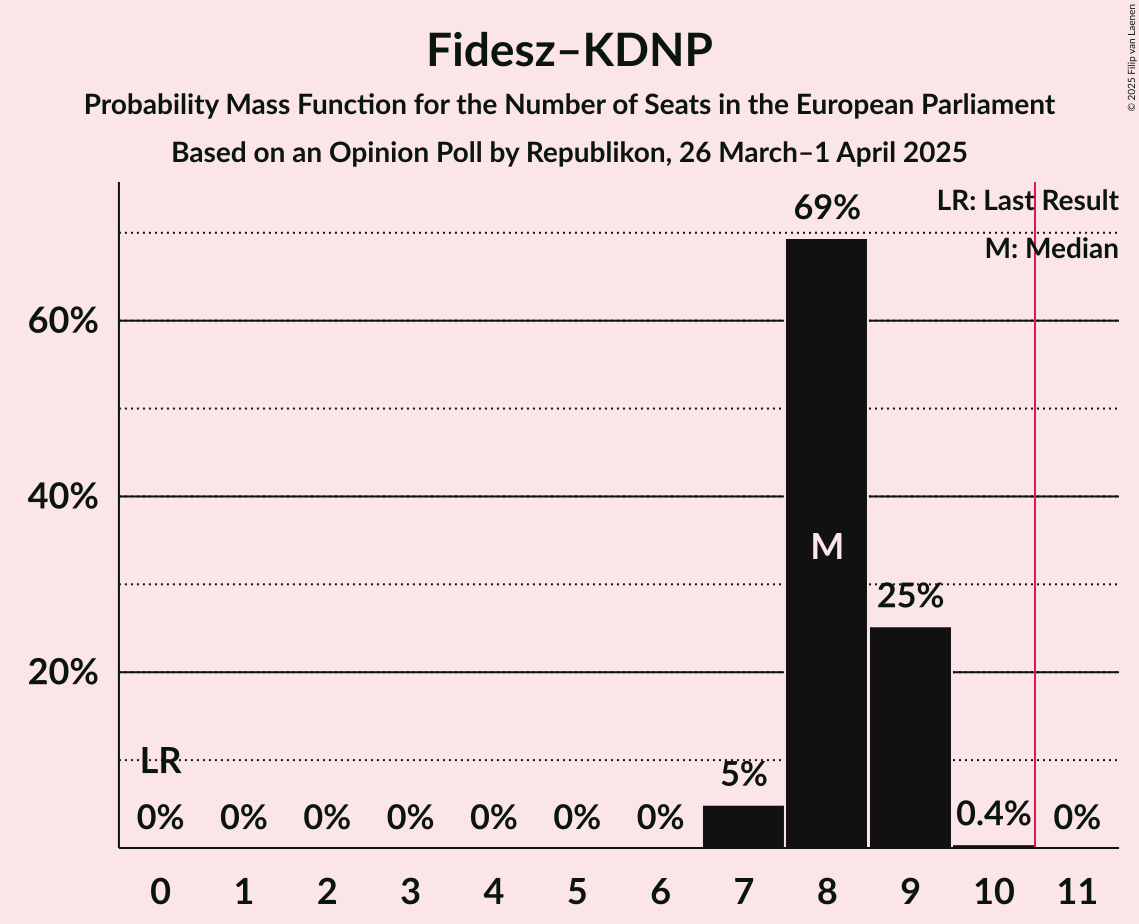 Fidesz–KDNP
Probability Mass Function for the Number of Seats in the European Parliament
Based on an Opinion Poll by Republikon, 26 March–1 April 2025
© 2025 Filip van Laenen
LR: Last Result
M: Median
69%
60%
40%
M
25%
20%
LR
5%
0% 0% 0% 0% 0% 0% 0% 0.4% 0%
0 1 2 3 4 5 6 7 8 9 10 11